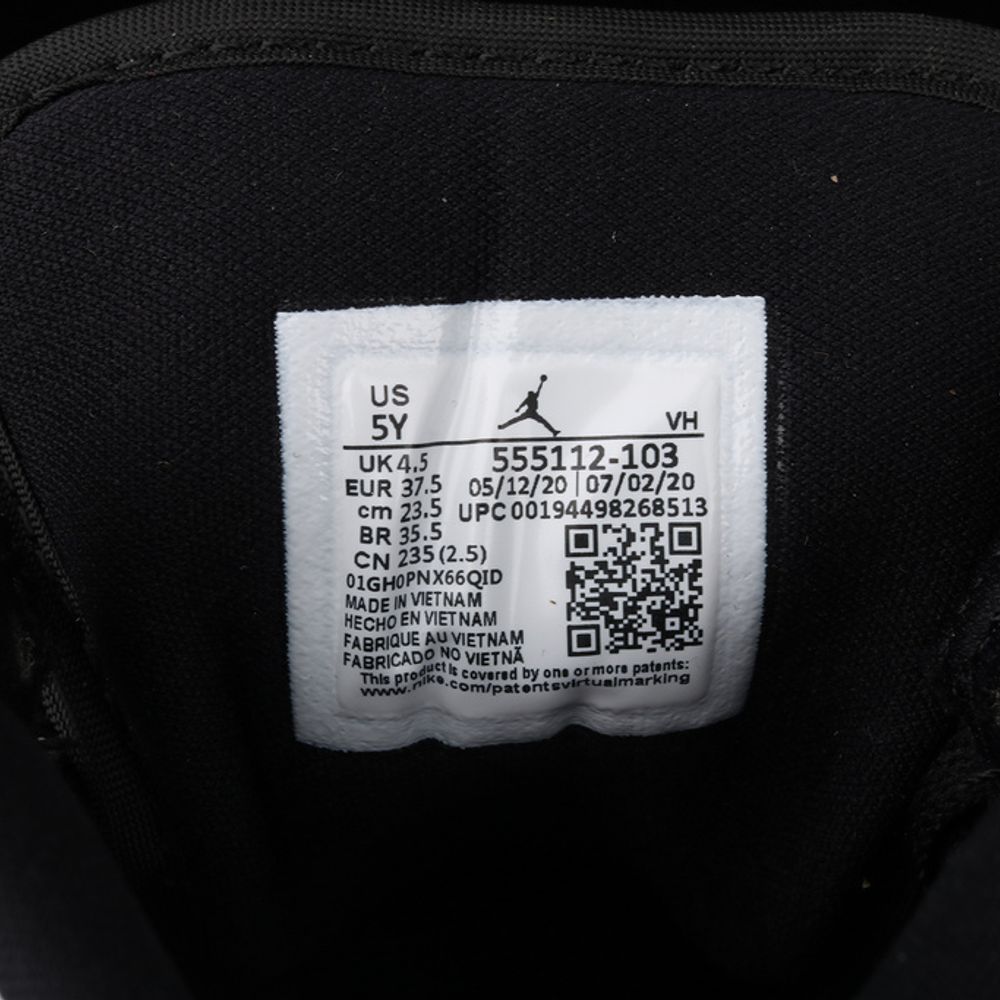 US
5Y
VH
UK 4.5
EUR 37.5
cm 23.5
BR 35.5
CN 235 (2.5)
555112-103
05/12/20 | 07/02/20
UPC 00194498268513
01GH0PNX66QID
MADE IN VIETNAM
HECHO EN VIETNAM
FABRIQUE AU VIETNAM
FABRICADO NO VIETNÃ
This product is covered by one or more patents:
www.nike.com/patentsvirtualmarking